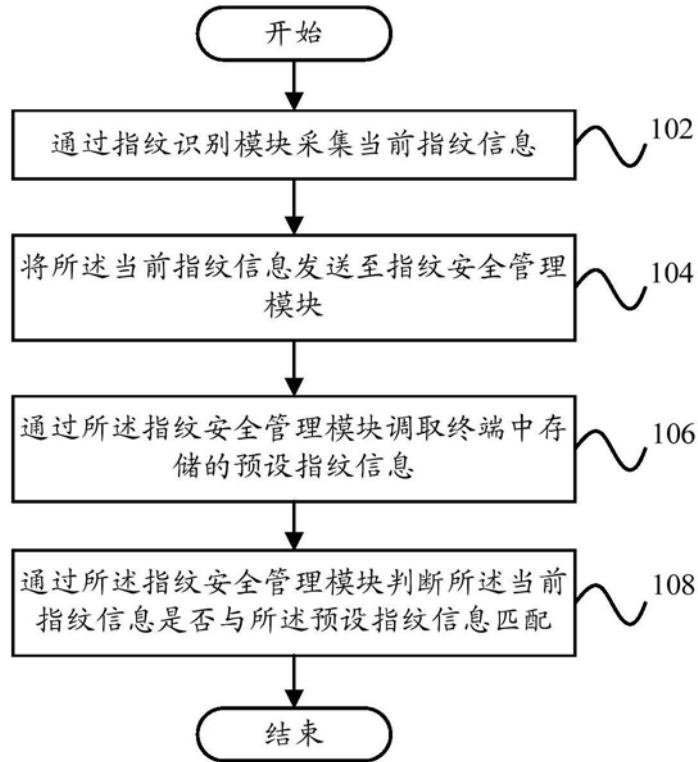 开始
通过指纹识别模块采集当前指纹信息
102
将所述当前指纹信息发送至指纹安全管理
模块
104
通过所述指纹安全管理模块调取终端中存
储的预设指纹信息
106
通过所述指纹安全管理模块判断所述当前
指纹信息是否与所述预设指纹信息匹配
108
结束